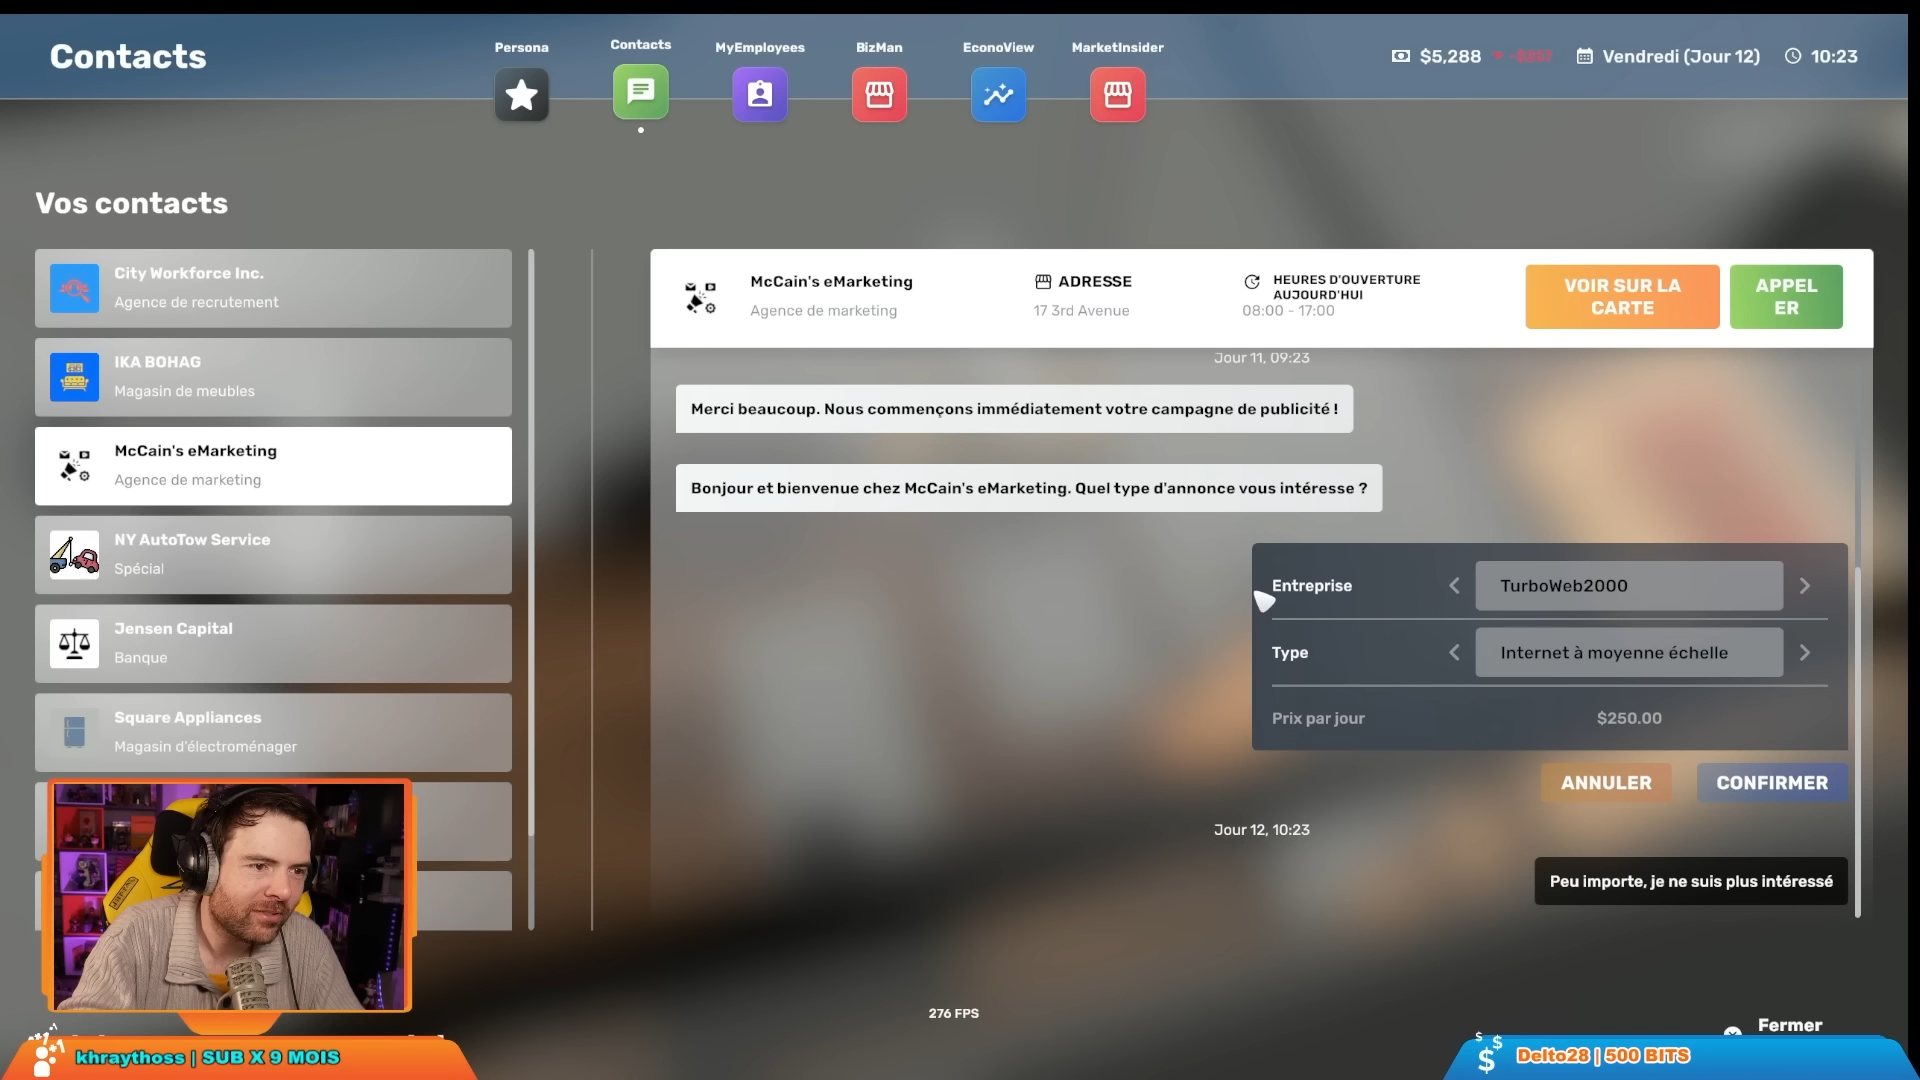 Contacts
Persona
Contacts
MyEmployees
BizMan
EconoView
MarketInsider
$5,288
Vendredi (Jour 12)
10:23
Vos contacts
City Workforce Inc.
Agence de recrutement
IKA BOHAG
Magasin de meubles
McCain's eMarketing
Agence de marketing
NY AutoTow Service
Spécial
Jensen Capital
Banque
Square Appliances
Magasin d'électroménager
McCain's eMarketing
Agence de marketing
ADRESSE
17 3rd Avenue
HEURES D'OUVERTURE
AUJOURD'HUI
08:00 - 17:00
VOIR SUR LA
CARTE
APPEL
ER
Jour 11, 09:23
Merci beaucoup. Nous commençons immédiatement votre campagne de publicité !
Bonjour et bienvenue chez McCain's eMarketing. Quel type d'annonce vous intéresse ?
Entreprise
TurboWeb2000
Type
Internet à moyenne échelle
Prix par jour
$250.00
ANNULER
CONFIRMER
Jour 12, 10:23
Peu importe, je ne suis plus intéressé
276 FPS
Fermer
khraythoss | SUB X 9 MOIS
Delto28 | 500 BITS